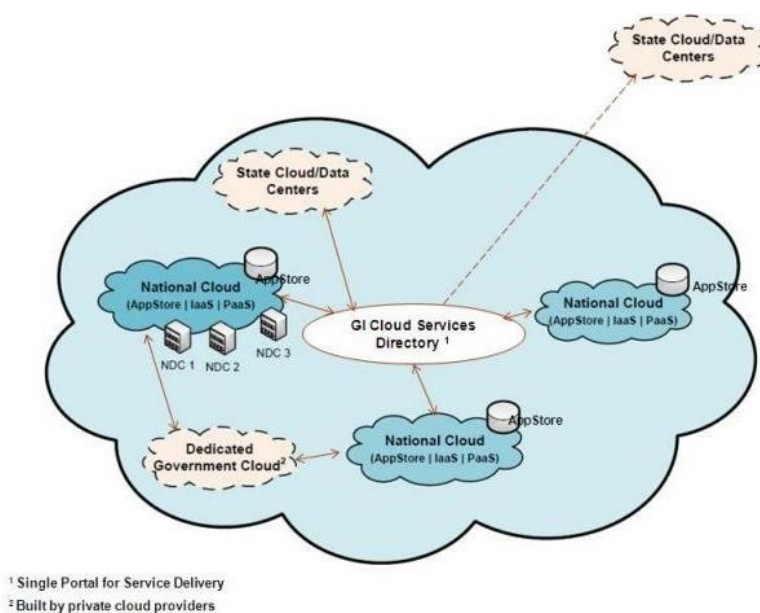 State Cloud/Data
Centers
State Cloud/Data
Centers
AppStore
National Cloud
(AppStore | IaaS | PaaS)
NDC 1
NDC 2
NDC 3
GI Cloud Services
Directory ¹
AppStore
National Cloud
(AppStore | IaaS | PaaS)
AppStore
National Cloud
(AppStore | IaaS | PaaS)
Dedicated
Government Cloud²
¹ Single Portal for Service Delivery
² Built by private cloud providers